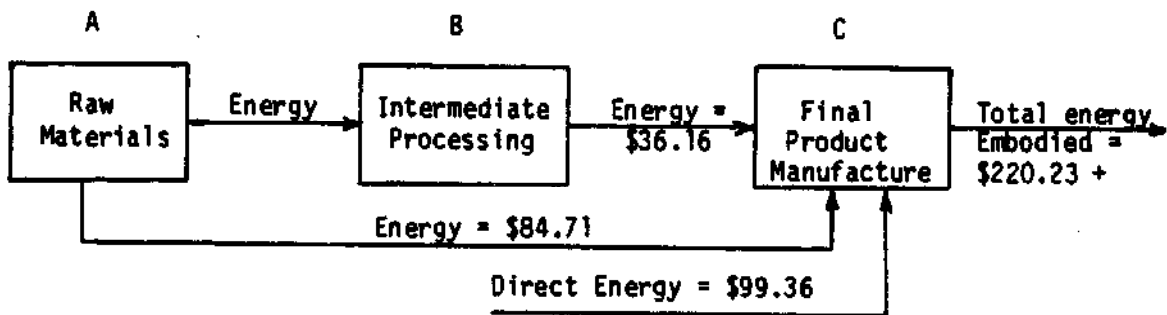 A
B
C
Raw
Materials
Energy
Intermediate
Processing
Energy =
$36.16
Final
Product
Manufacture
Total energy
Embodied =
$220.23 +
Energy = $84.71
Direct Energy = $99.36